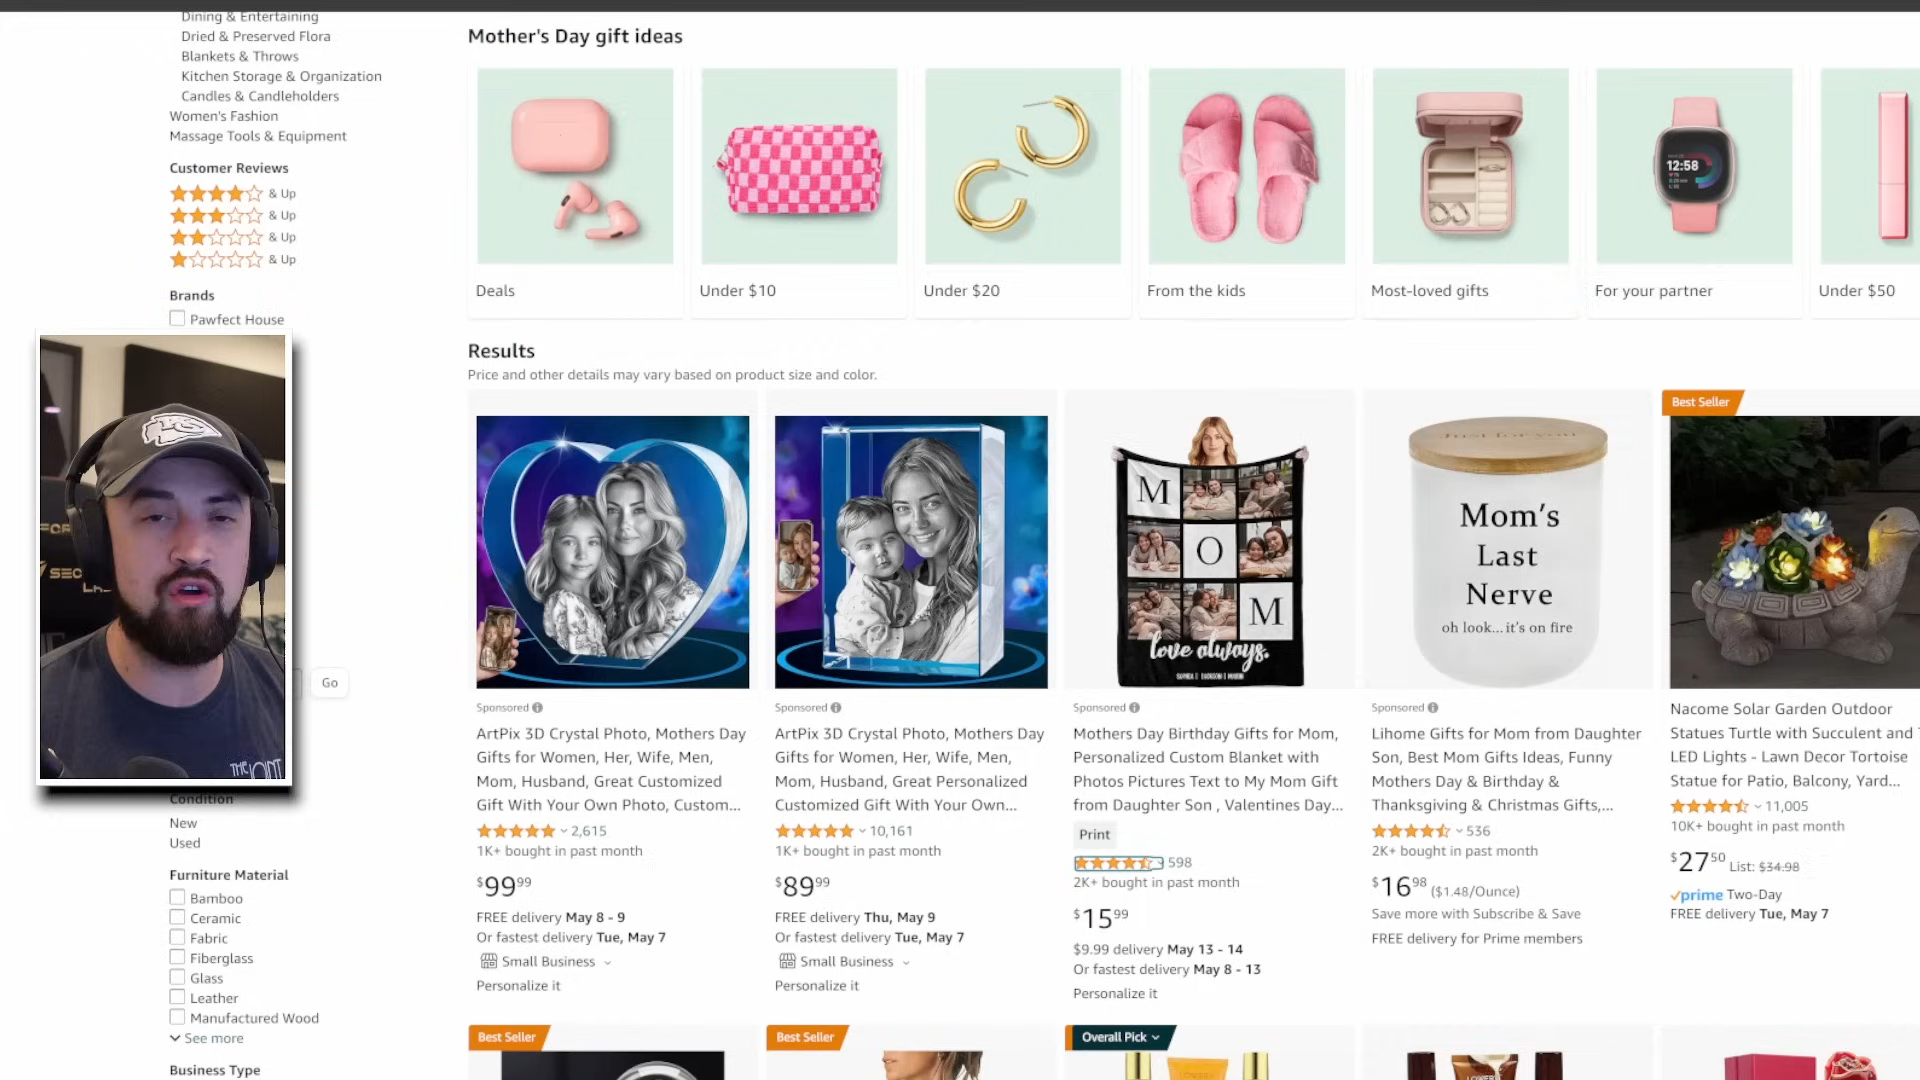 Dining & Entertaining
Dried & Preserved Flora
Blankets & Throws
Kitchen Storage & Organization
Candles & Candleholders
Women's Fashion
Massage Tools & Equipment
Customer Reviews
& Up
& Up
& Up
& Up
Brands
Pawfect House
Go
Condition
New
Used
Furniture Material
Bamboo
Ceramic
Fabric
Fiberglass
Glass
Leather
Manufactured Wood
See more
Business Type
THE JOINT
Mother's Day gift ideas
12:58
Deals
Under $10
Under $20
From the kids
Most-loved gifts
For your partner
Under $50
Results
Price and other details may vary based on product size and color.
Sponsored
ArtPix 3D Crystal Photo, Mothers Day
Gifts for Women, Her, Wife, Men,
Mom, Husband, Great Customized
Gift With Your Own Photo, Custom...
2,615
1K+ bought in past month
$9999
FREE delivery May 8 - 9
Or fastest delivery Tue, May 7
Small Business
Personalize it
Sponsored
ArtPix 3D Crystal Photo, Mothers Day
Gifts for Women, Her, Wife, Men,
Mom, Husband, Great Personalized
Customized Gift With Your Own...
10,161
1K+ bought in past month
$8999
FREE delivery Thu, May 9
Or fastest delivery Tue, May 7
Small Business
Personalize it
M
O
M
love always.
Sponsored
Mothers Day Birthday Gifts for Mom,
Personalized Custom Blanket with
Photos Pictures Text to My Mom Gift
from Daughter Son , Valentines Day...
Print
598
2K+ bought in past month
$1599
$9.99 delivery May 13 - 14
Or fastest delivery May 8 - 13
Personalize it
Just for you
Mom's
Last
Nerve
oh look...it's on fire
Sponsored
Lihome Gifts for Mom from Daughter
Son, Best Mom Gifts Ideas, Funny
Mothers Day & Birthday &
Thanksgiving & Christmas Gifts,...
536
2K+ bought in past month
$1698 ($1.48/Ounce)
Save more with Subscribe & Save
FREE delivery for Prime members
Best Seller
Nacome Solar Garden Outdoor
Statues Turtle with Succulent and
LED Lights - Lawn Decor Tortoise
Statue for Patio, Balcony, Yard...
11,005
10K+ bought in past month
$2750 List: $34.98
prime Two-Day
FREE delivery Tue, May 7
Best Seller
Best Seller
Overall Pick